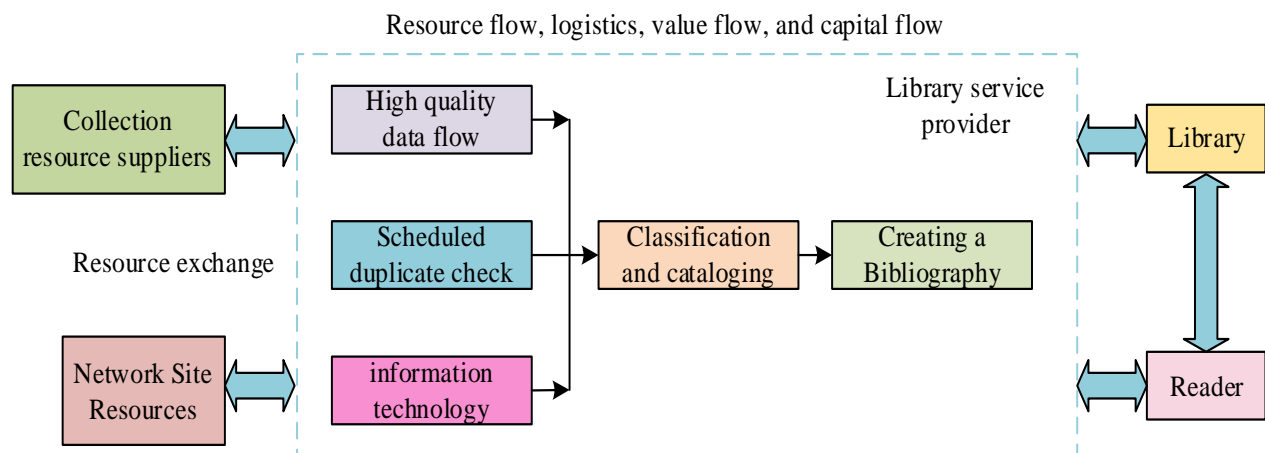 Resource flow, logistics, value flow, and capital flow
Collection
resource suppliers
High quality
data flow
Library service
provider
Library
Resource exchange
Scheduled
duplicate check
Classification
and cataloging
Creating a
Bibliography
Network Site
Resources
information
technology
Reader